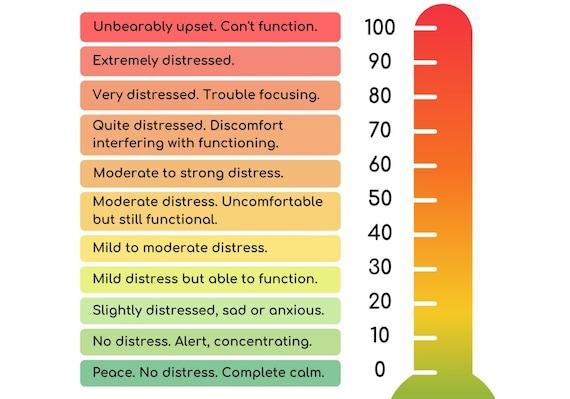 Unbearably upset. Can't function.
Extremely distressed.
Very distressed. Trouble focusing.
Quite distressed. Discomfort
interfering with functioning.
Moderate to strong distress.
Moderate distress. Uncomfortable
but still functional.
Mild to moderate distress.
Mild distress but able to function.
Slightly distressed, sad or anxious.
No distress. Alert, concentrating.
Peace. No distress. Complete calm.
100
90
80
70
60
50
40
30
20
10
0